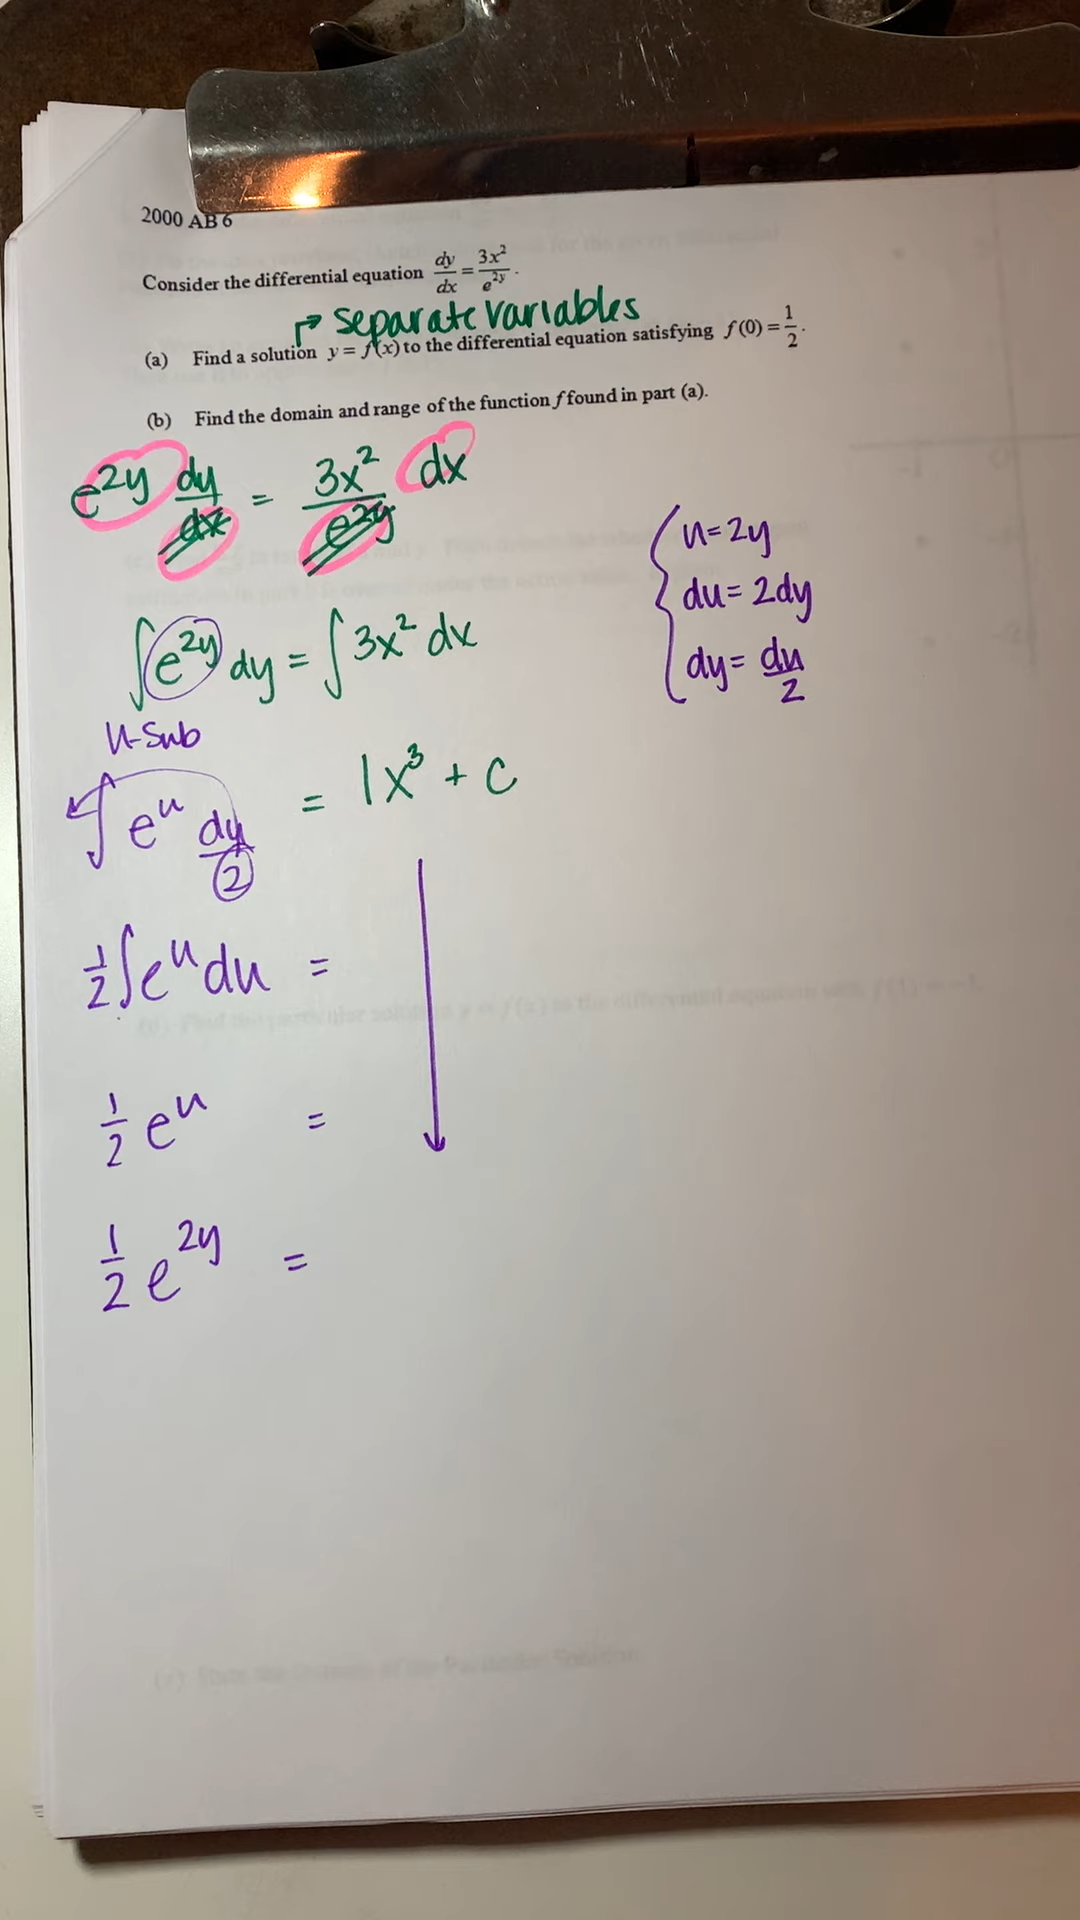 2000 AB 6
Consider the differential equation dy/dx = 3x²/e^2y.
↱ separate variables
(a) Find a solution y = f(x) to the differential equation satisfying f(0) = 1/2.
(b) Find the domain and range of the function f found in part (a).
e^2y dy/dx = 3x²/e^2y dx
u = 2y
du = 2dy
dy = du/2
∫e^2y dy = ∫3x² dx
u-sub
∫e^u dy/2 = 1x³ + C
1/2 ∫e^u du =
1/2 e^u =
1/2 e^2y =